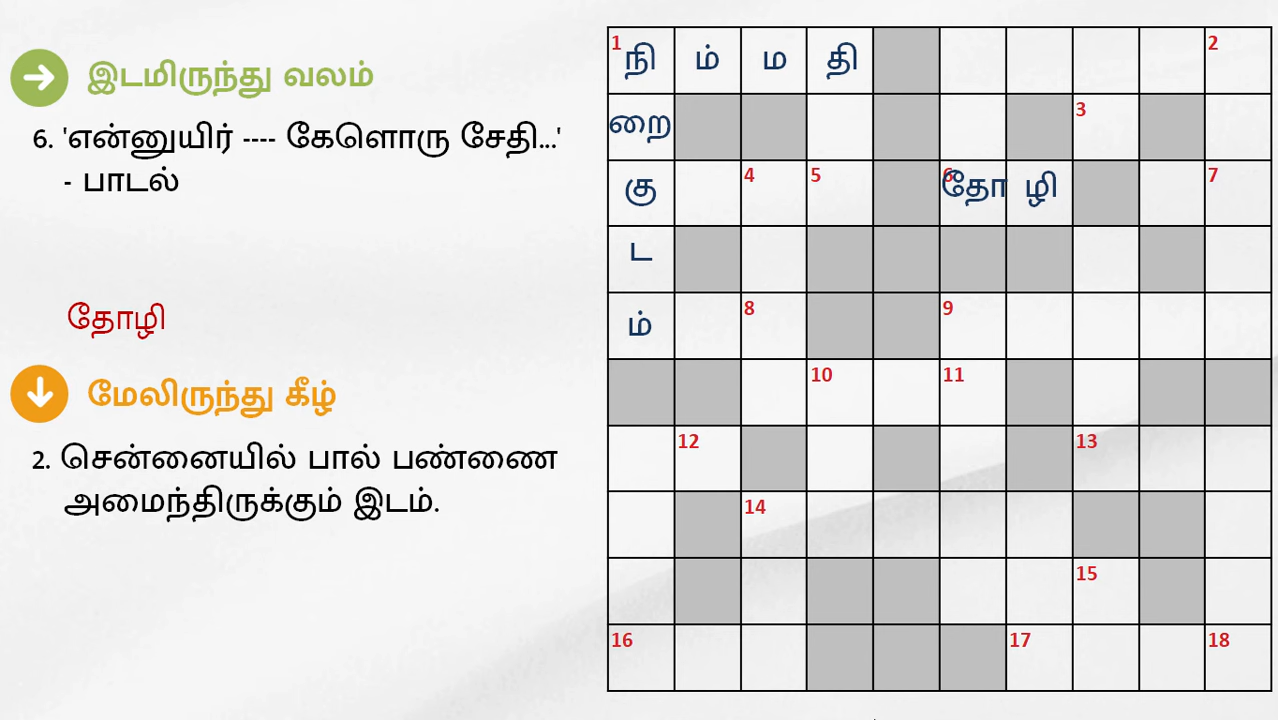 இடமிருந்து வலம்
6. 'என்னுயிர் ---- கேளொரு சேதி...'
- பாடல்
தோழி
மேலிருந்து கீழ்
2. சென்னையில் பால் பண்ணை
அமைந்திருக்கும் இடம்.
1 நி ம் ம தி 2
றை 3
கு 4 5 6 தோ ழி 7
ட
ம் 8 9
10 11
12 13
14
15
16 17 18